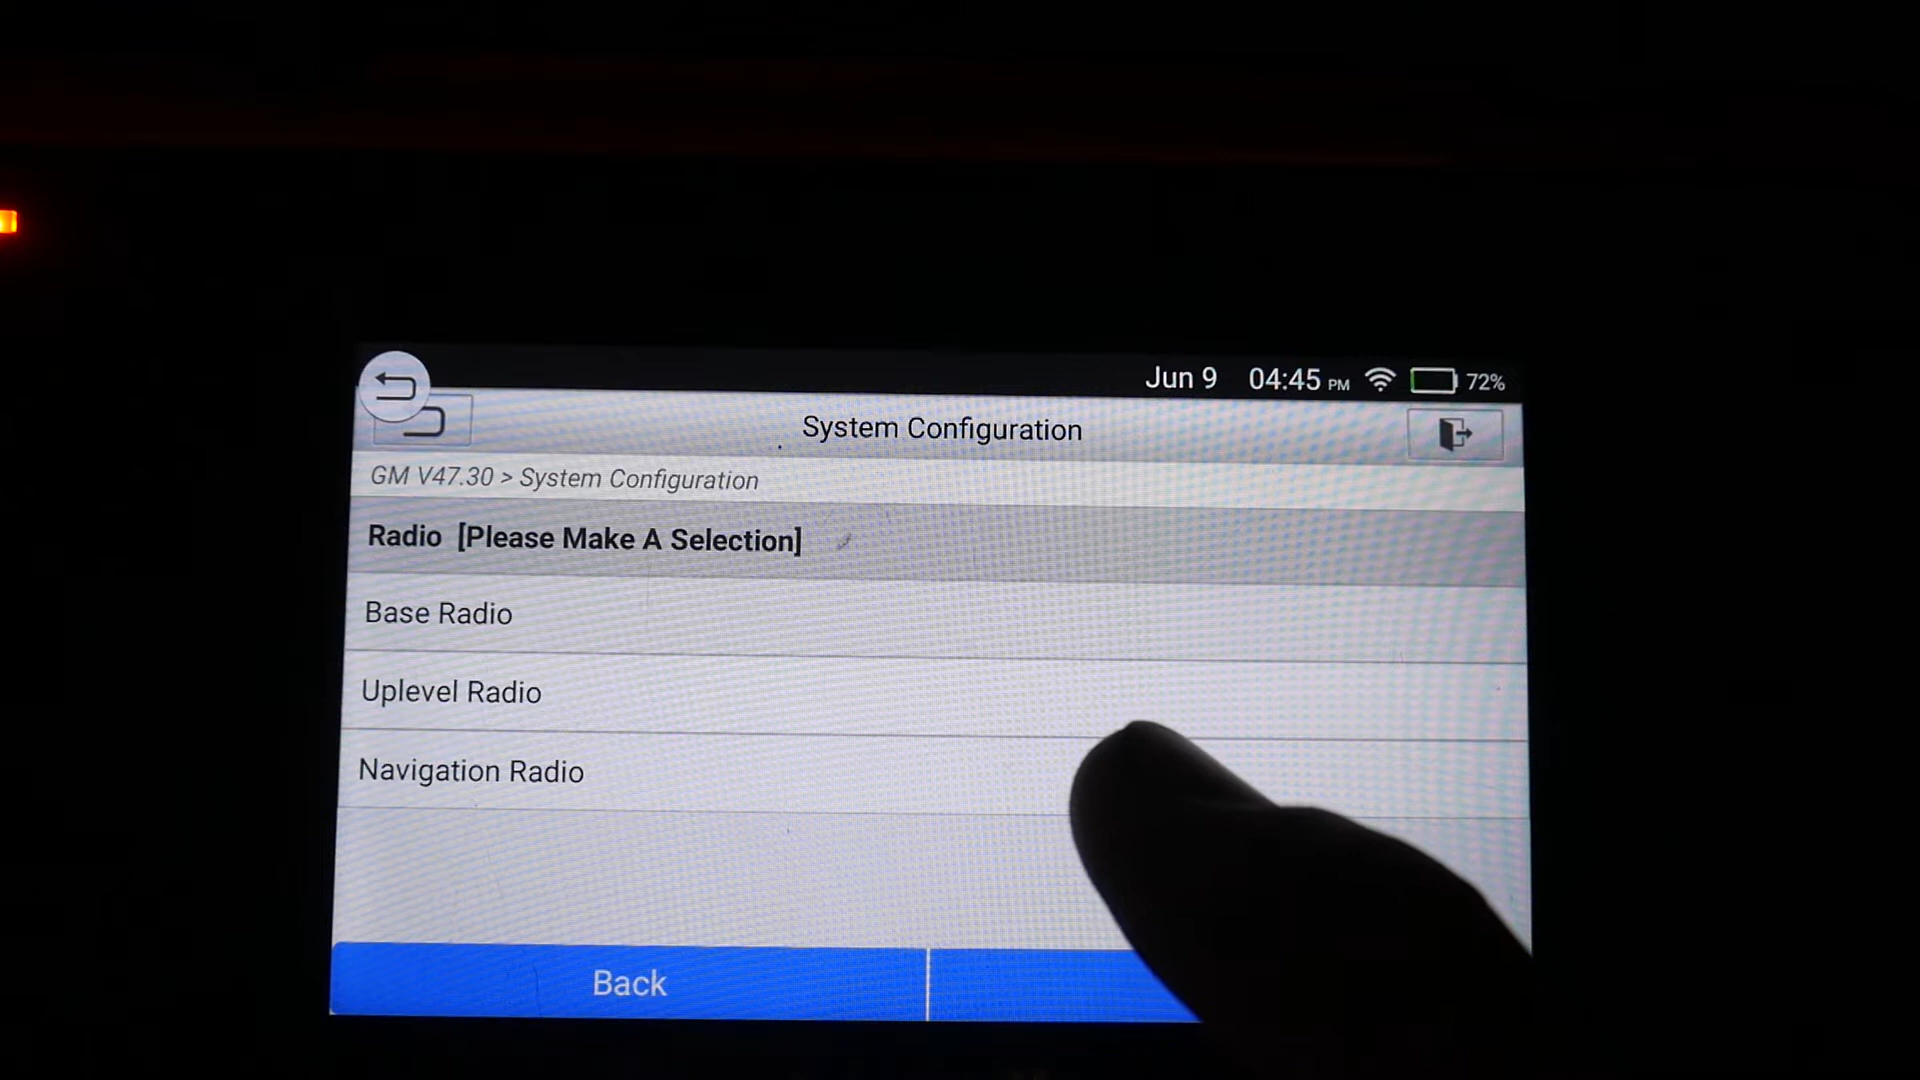 Jun 9 04:45 PM 72%
System Configuration
GM V47.30 > System Configuration
Radio [Please Make A Selection]
Base Radio
Uplevel Radio
Navigation Radio
Back